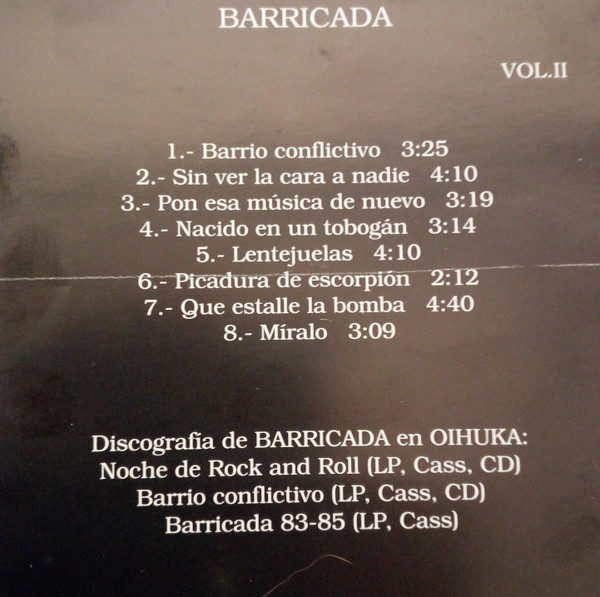 BARRICADA
VOL.II
1.- Barrio conflictivo 3:25
2.- Sin ver la cara a nadie 4:10
3.- Pon esa música de nuevo 3:19
4.- Nacido en un tobogán 3:14
5.- Lentejuelas 4:10
6.- Picadura de escorpión 2:12
7.- Que estalle la bomba 4:40
8.- Míralo 3:09
Discografía de BARRICADA en OIHUKA:
Noche de Rock and Roll (LP, Cass, CD)
Barrio conflictivo (LP, Cass, CD)
Barricada 83-85 (LP, Cass)